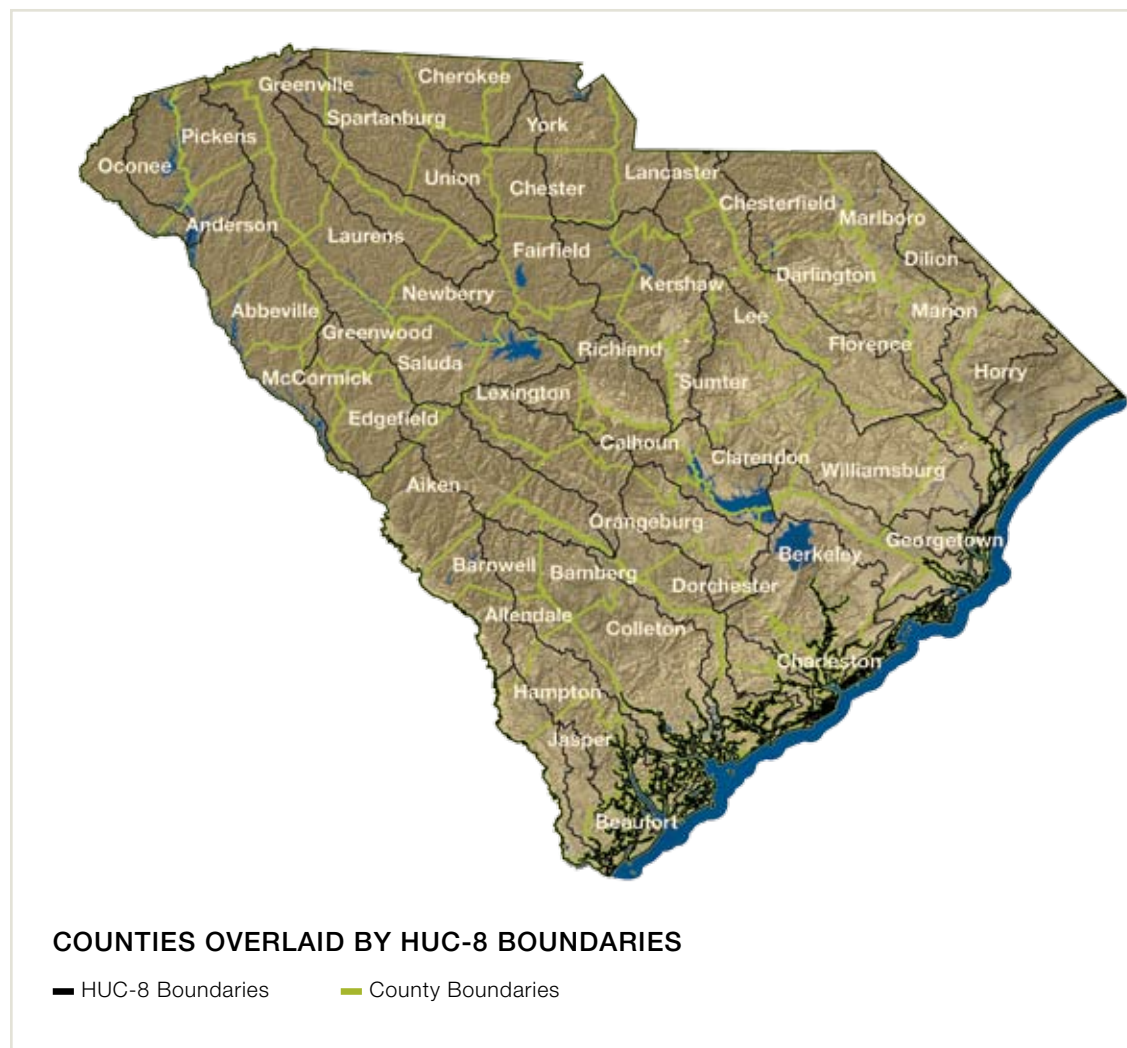 Cherokee
Greenville
Spartanburg
York
Pickens
Oconee
Lancaster
Union
Chester
Chesterfield
Marlboro
Anderson
Laurens
Fairfield
Dilion
Darlington
Kershaw
Newberry
Abbeville
Marion
Lee
Greenwood
Florence
Richland
Saluda
Horry
McCormick
Sumter
Lexington
Edgefield
Calhoun
Clarendon
Williamsburg
Aiken
Orangeburg
Georgetown
Berkeley
Barnwell
Bamberg
Dorchester
Allendale
Colleton
Charleston
Hampton
Jasper
Beaufort
COUNTIES OVERLAID BY HUC-8 BOUNDARIES
HUC-8 Boundaries
County Boundaries